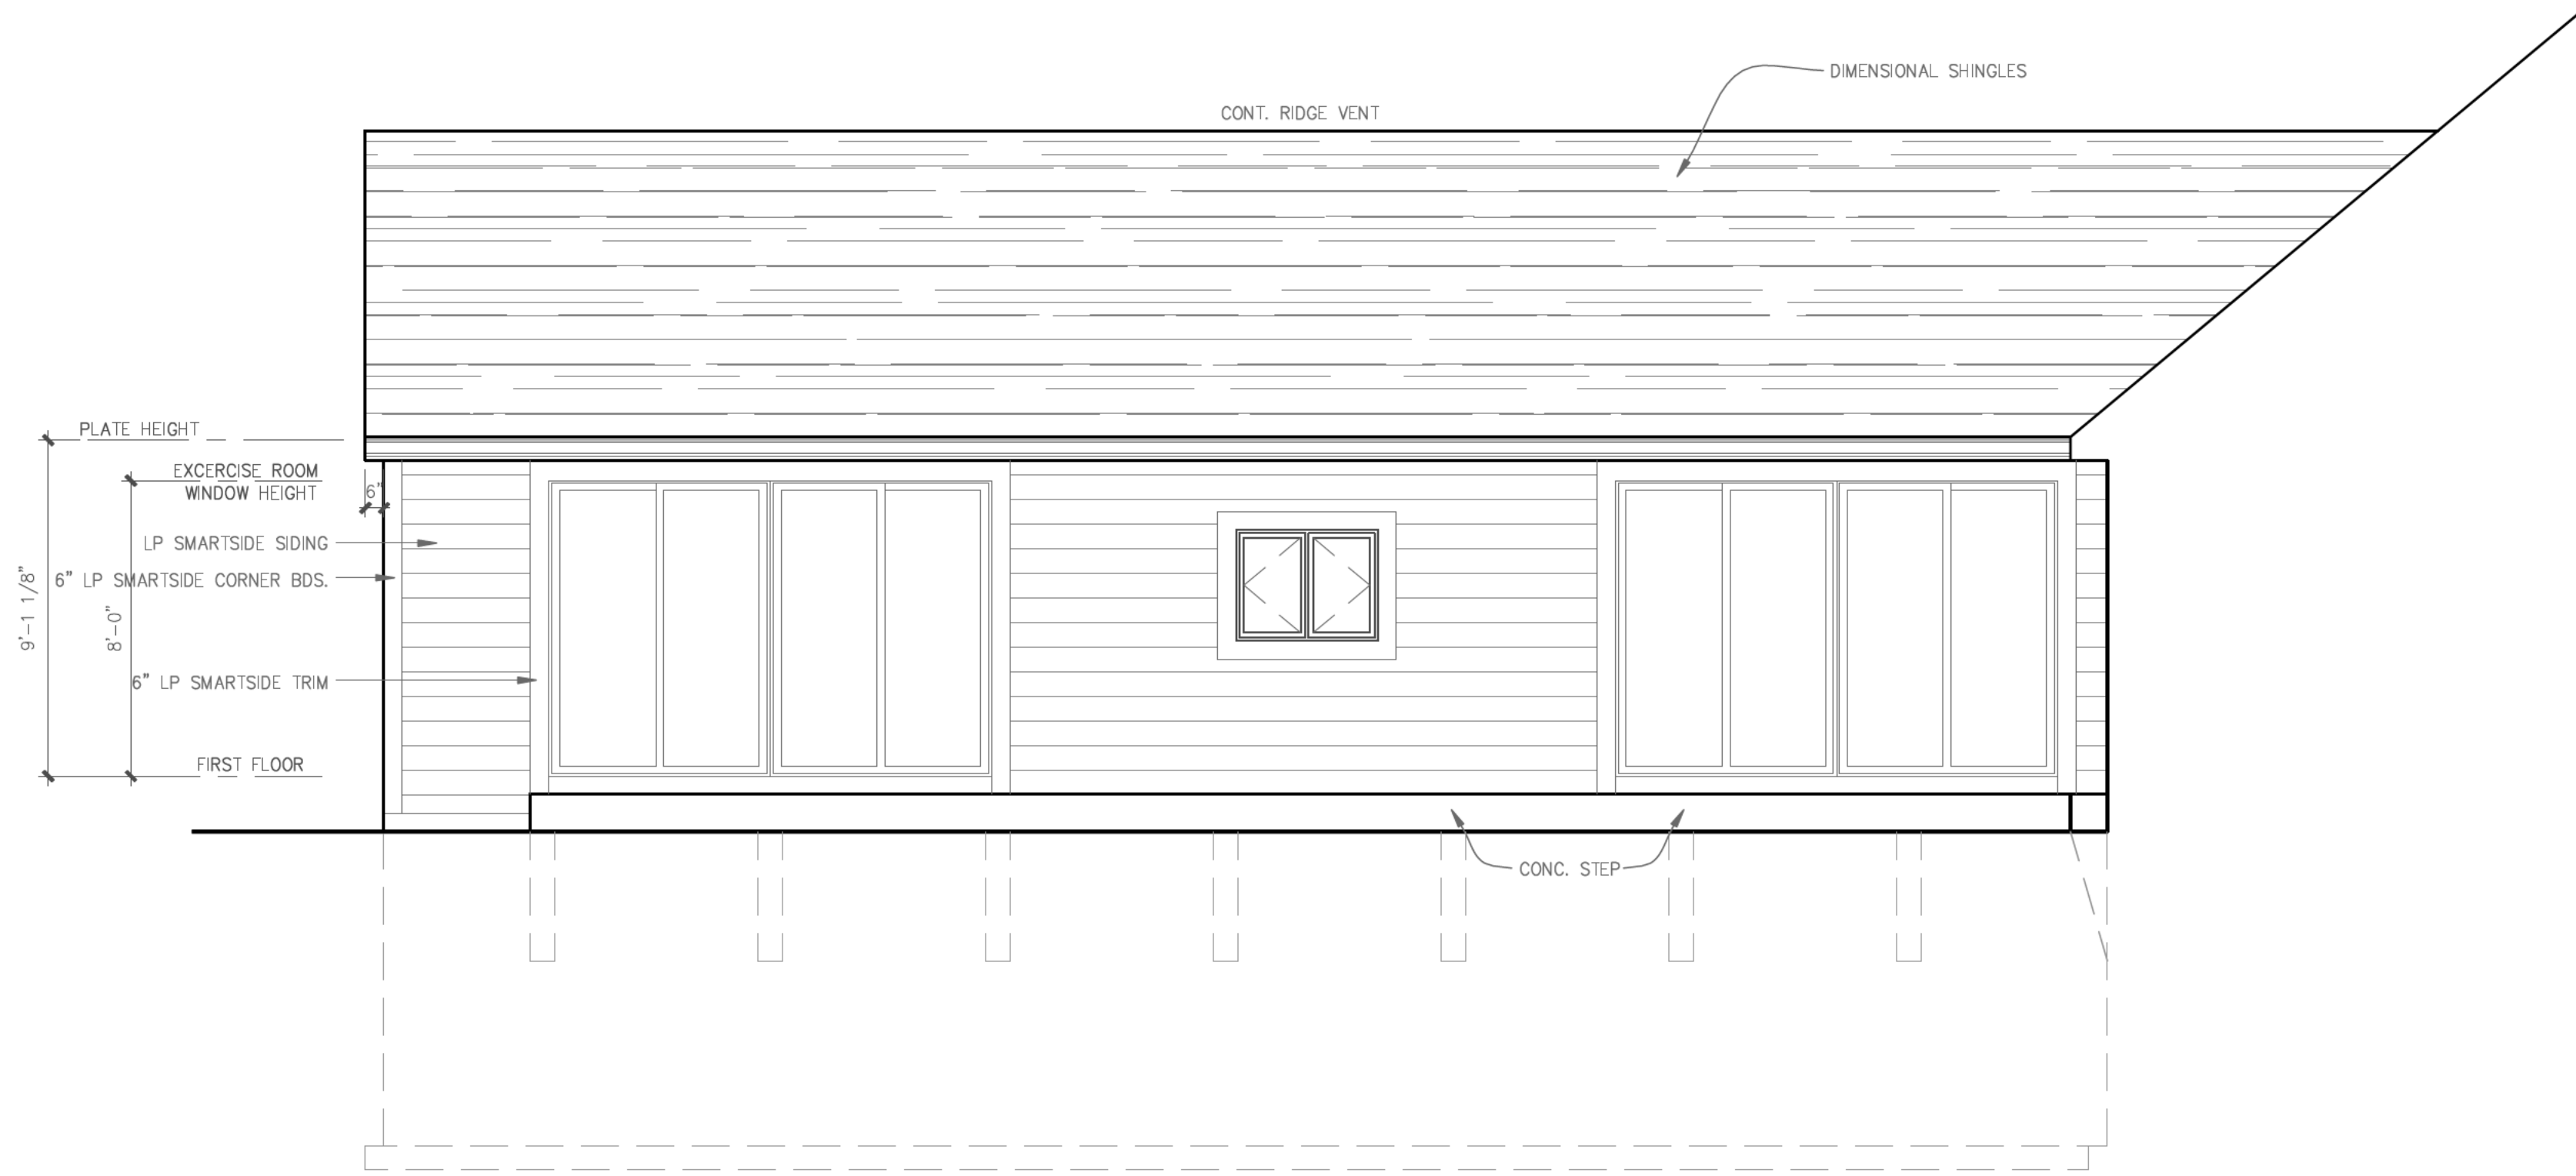 DIMENSIONAL SHINGLES
CONT. RIDGE VENT
PLATE HEIGHT
EXCERCISE ROOM
WINDOW HEIGHT
6"
LP SMARTSIDE SIDING
6" LP SMARTSIDE CORNER BDS.
9'-1 1/8"
8'-0"
6" LP SMARTSIDE TRIM
FIRST FLOOR
CONC. STEP